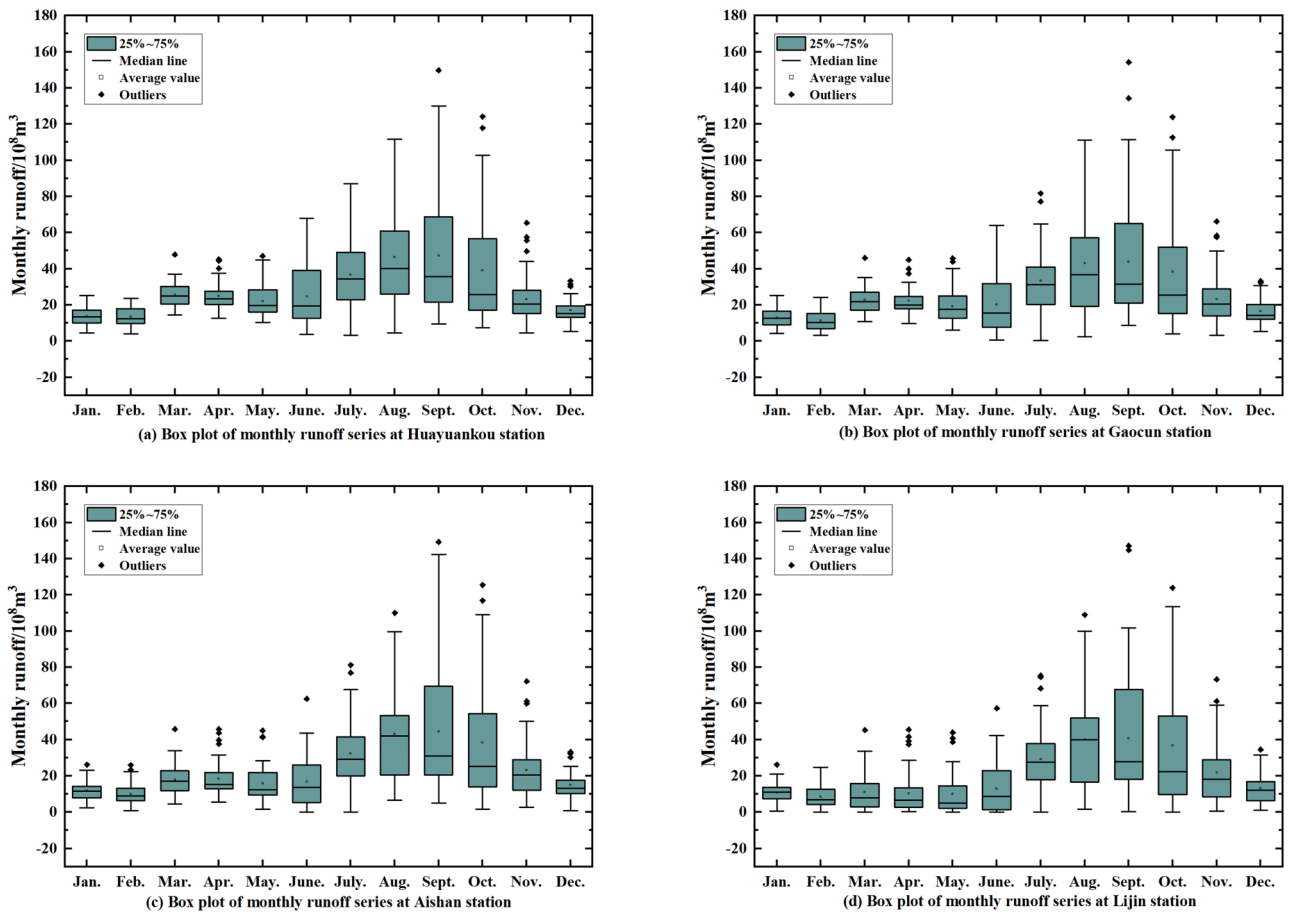 180
160
140
120
100
80
60
40
20
0
-20
Monthly runoff/10⁸m³
25%~75%
Median line
Average value
Outliers
Jan. Feb. Mar. Apr. May. June. July. Aug. Sept. Oct. Nov. Dec.
(a) Box plot of monthly runoff series at Huayuankou station
180
160
140
120
100
80
60
40
20
0
-20
Monthly runoff/10⁸m³
25%~75%
Median line
Average value
Outliers
Jan. Feb. Mar. Apr. May. June. July. Aug. Sept. Oct. Nov. Dec.
(b) Box plot of monthly runoff series at Gaocun station
180
160
140
120
100
80
60
40
20
0
-20
Monthly runoff/10⁸m³
25%~75%
Median line
Average value
Outliers
Jan. Feb. Mar. Apr. May. June. July. Aug. Sept. Oct. Nov. Dec.
(c) Box plot of monthly runoff series at Aishan station
180
160
140
120
100
80
60
40
20
0
-20
Monthly runoff/10⁸m³
25%~75%
Median line
Average value
Outliers
Jan. Feb. Mar. Apr. May. June. July. Aug. Sept. Oct. Nov. Dec.
(d) Box plot of monthly runoff series at Lijin station